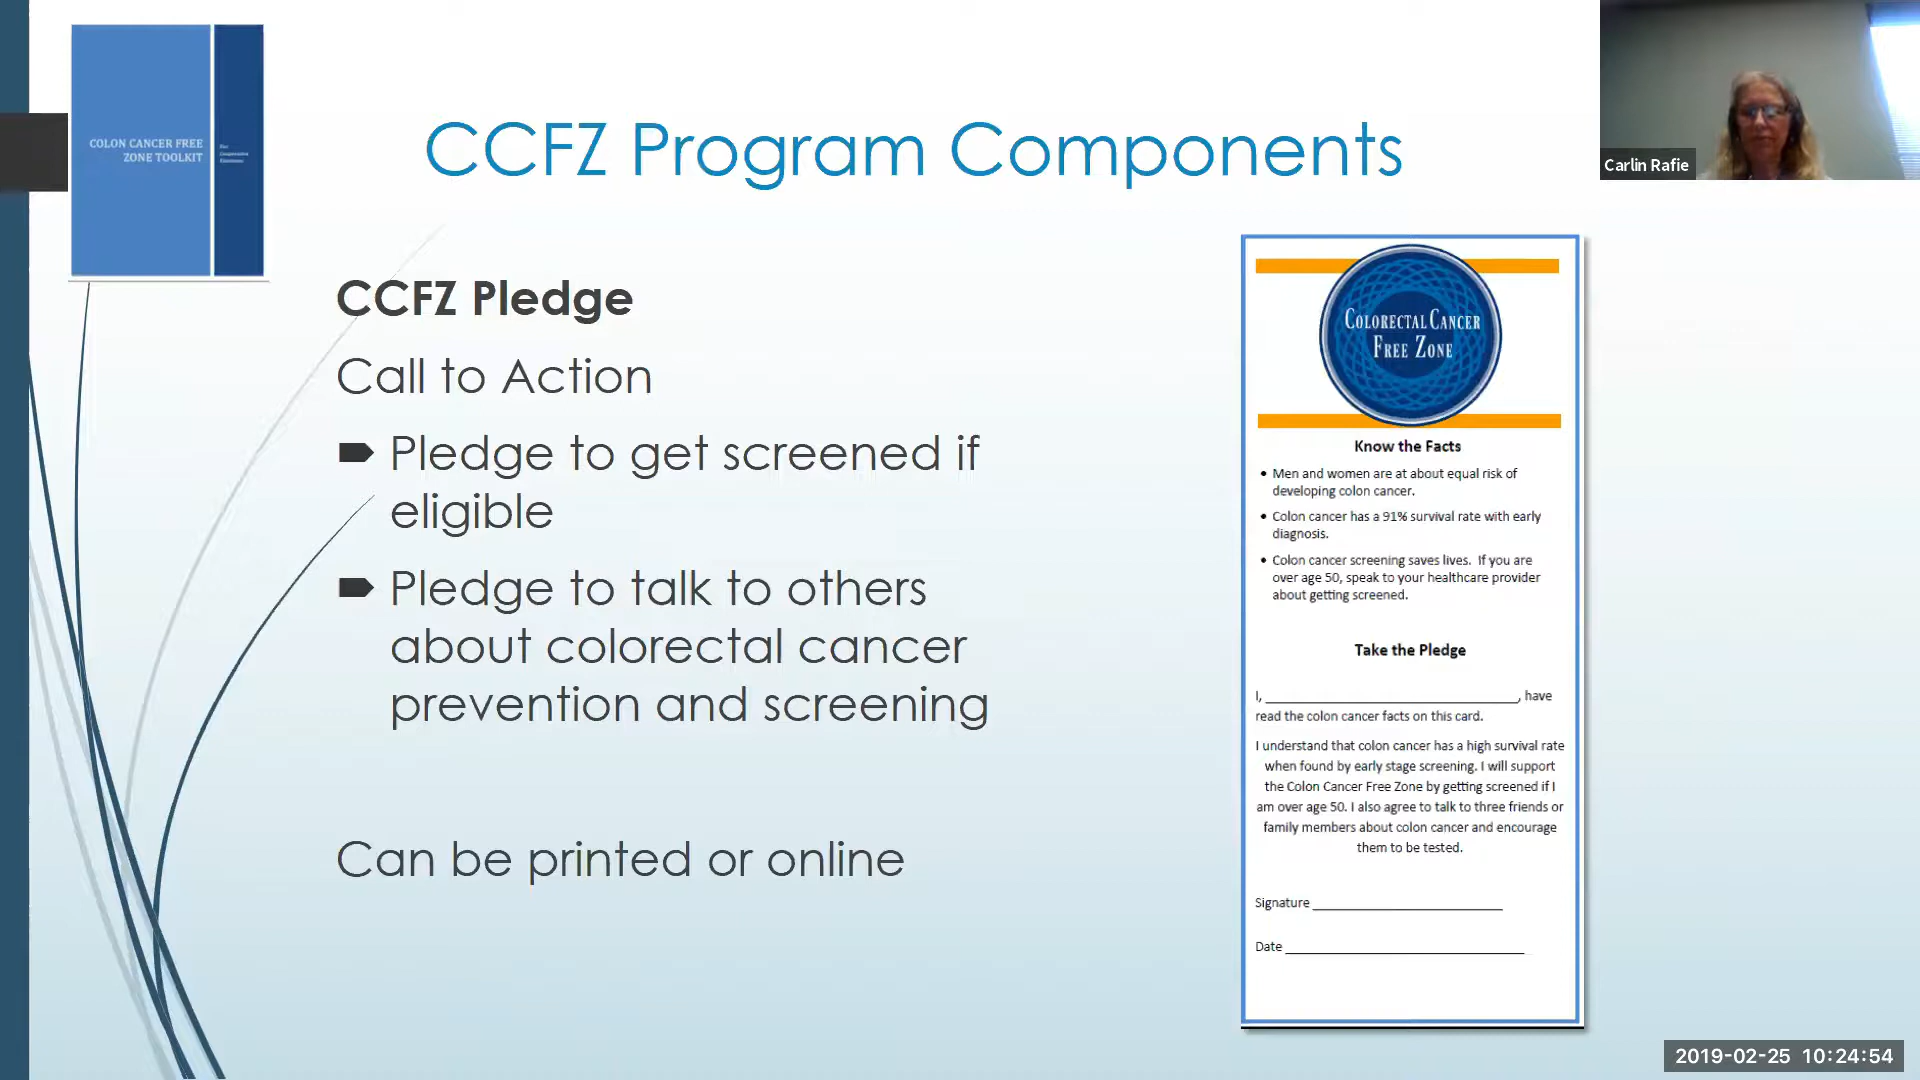 COLON CANCER FREE
ZONE TOOLKIT
CCFZ Program Components
Carlin Rafie
CCFZ Pledge
Call to Action
Pledge to get screened if
eligible
Pledge to talk to others
about colorectal cancer
prevention and screening
Can be printed or online
COLORECTAL CANCER
FREE ZONE
Know the Facts
• Men and women are at about equal risk of
developing colon cancer.
• Colon cancer has a 91% survival rate with early
diagnosis.
• Colon cancer screening saves lives. If you are
over age 50, speak to your healthcare provider
about getting screened.
Take the Pledge
I, ____________________, have
read the colon cancer facts on this card.
I understand that colon cancer has a high survival rate
when found by early stage screening. I will support
the Colon Cancer Free Zone by getting screened if I
am over age 50. I also agree to talk to three friends or
family members about colon cancer and encourage
them to be tested.
Signature ____________________
Date ____________________
2019-02-25 10:24:54